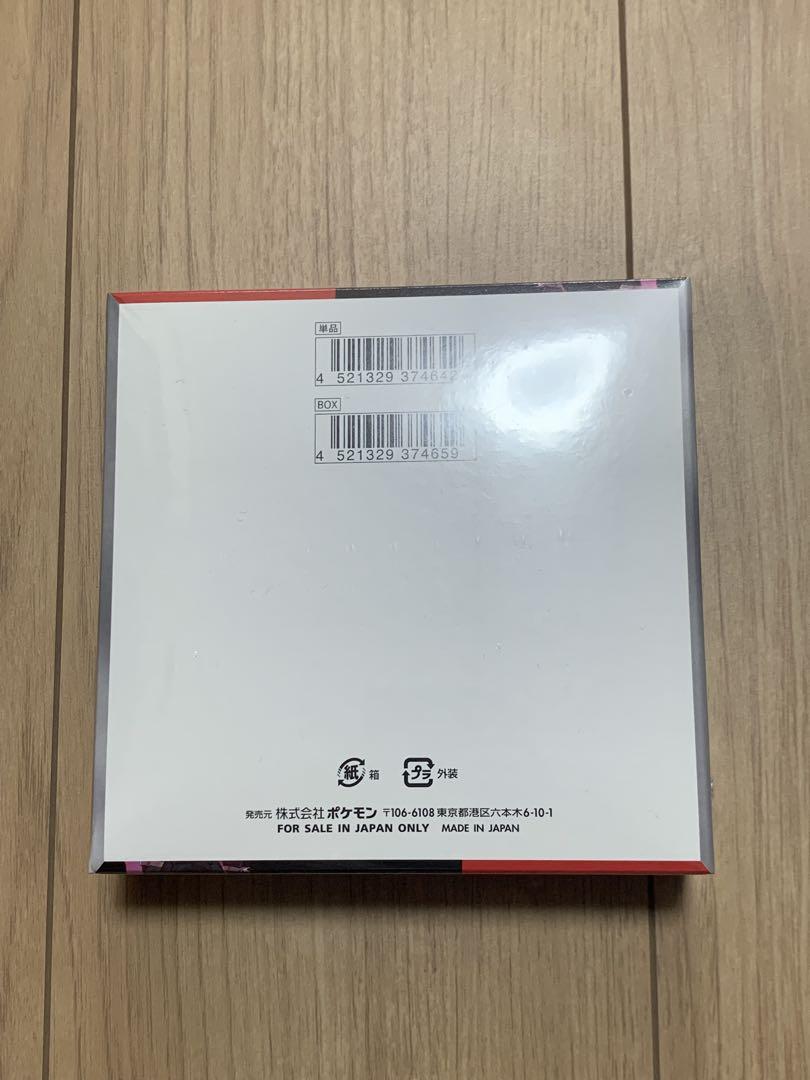 単品
4 521329 374642
BOX
4 521329 374659
紙 箱
プラ 外装
発売元 株式会社ポケモン 〒106-6108 東京都港区六本木6-10-1
FOR SALE IN JAPAN ONLY MADE IN JAPAN